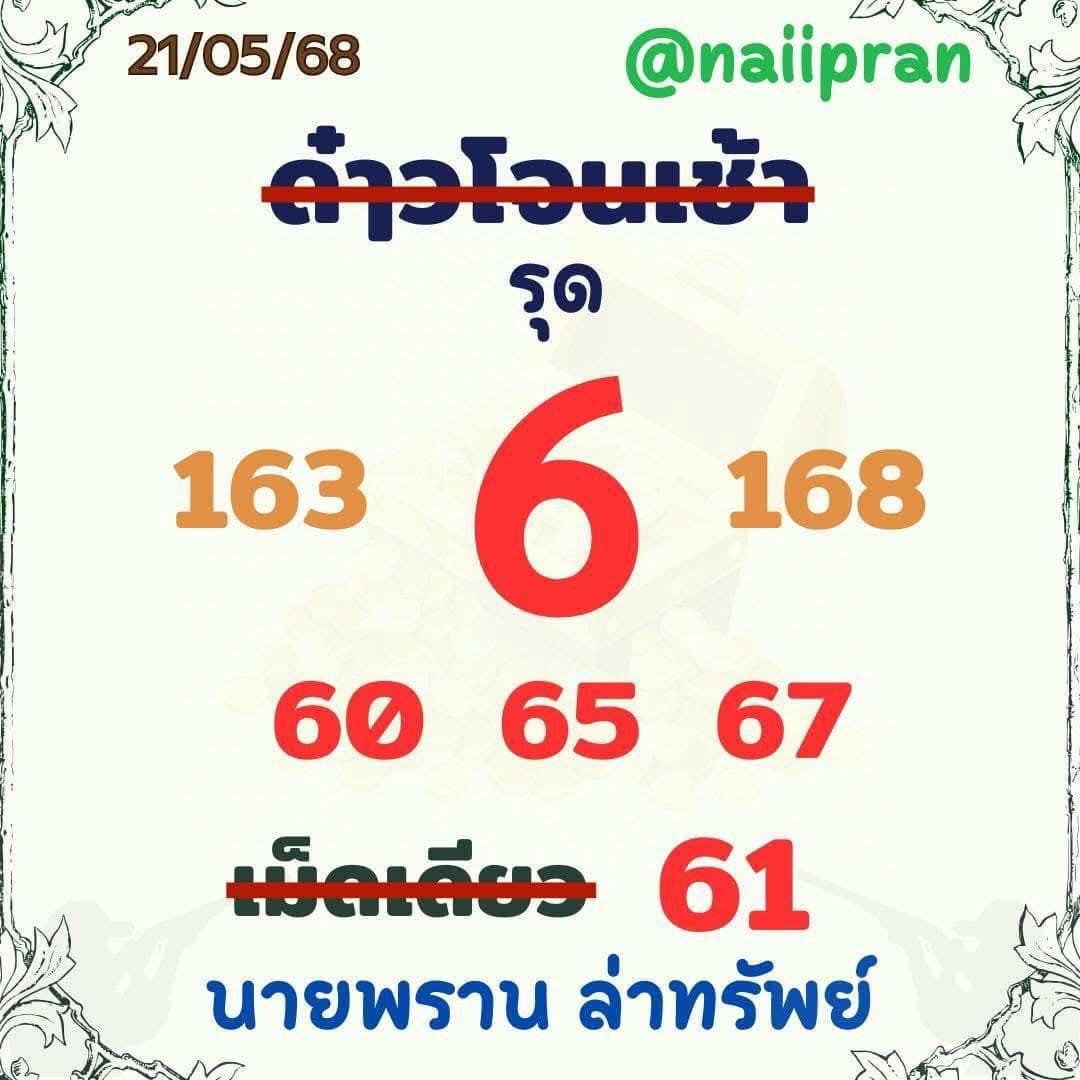 21/05/68 @naiipran
ด๋าวโอนเช้า
รุด
163 6 168
60 65 67
เม็ดเดียว 61
นายพราน ล่าทรัพย์